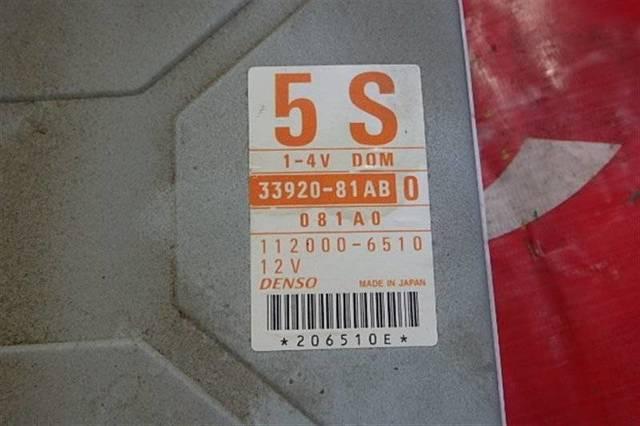 5 S
1-4V DOM
33920-81AB 0
081A0
112000-6510
12V
DENSO MADE IN JAPAN
*206510E*